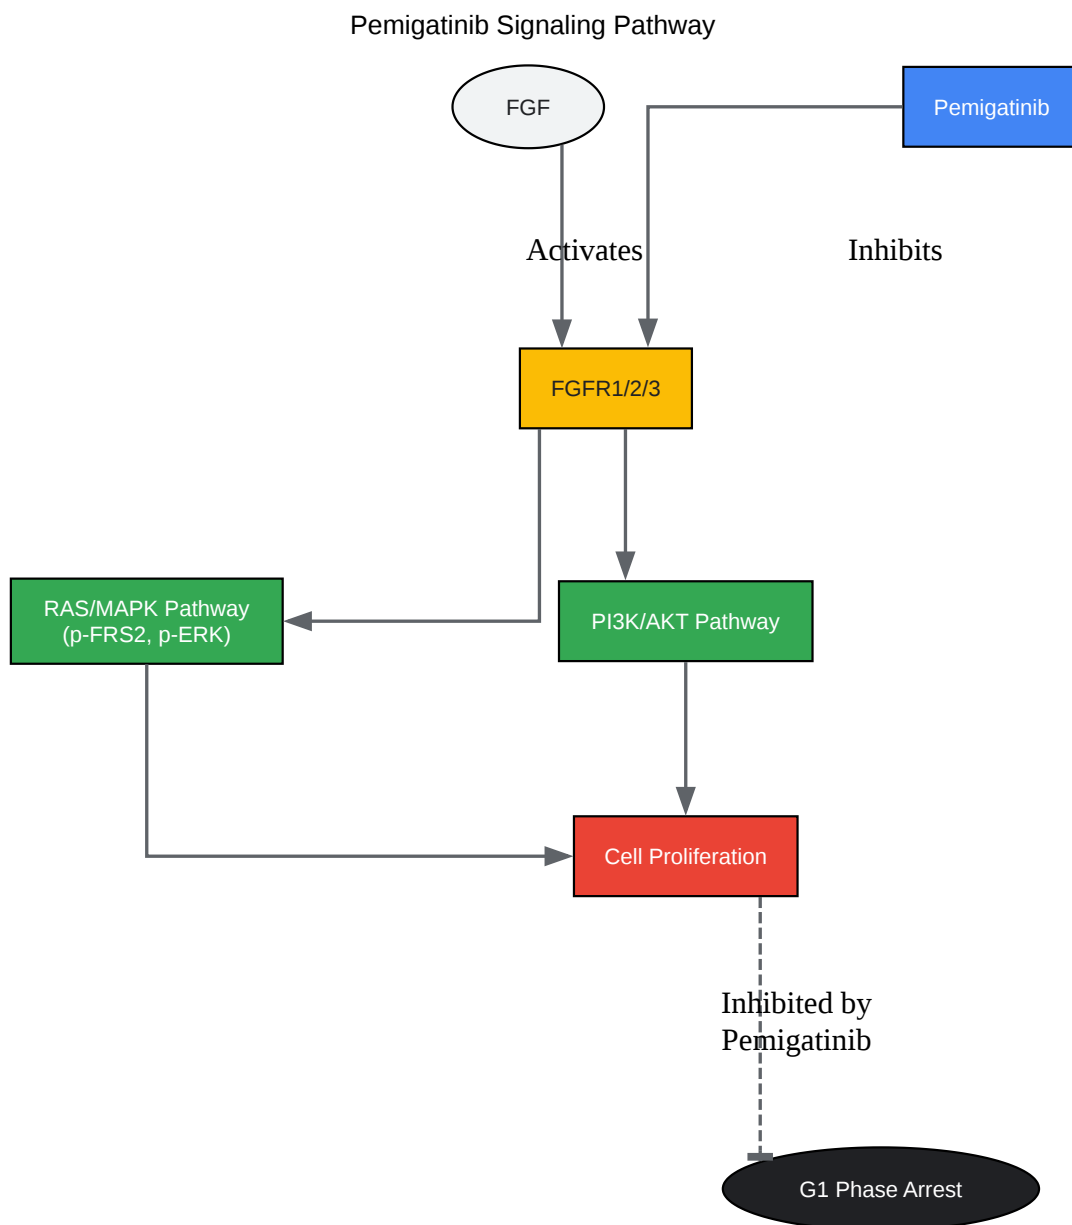 Pemigatinib Signaling Pathway
FGF
Pemigatinib
Activates
Inhibits
FGFR1/2/3
RAS/MAPK Pathway
(p-FRS2, p-ERK)
PI3K/AKT Pathway
Cell Proliferation
Inhibited by
Pemigatinib
G1 Phase Arrest